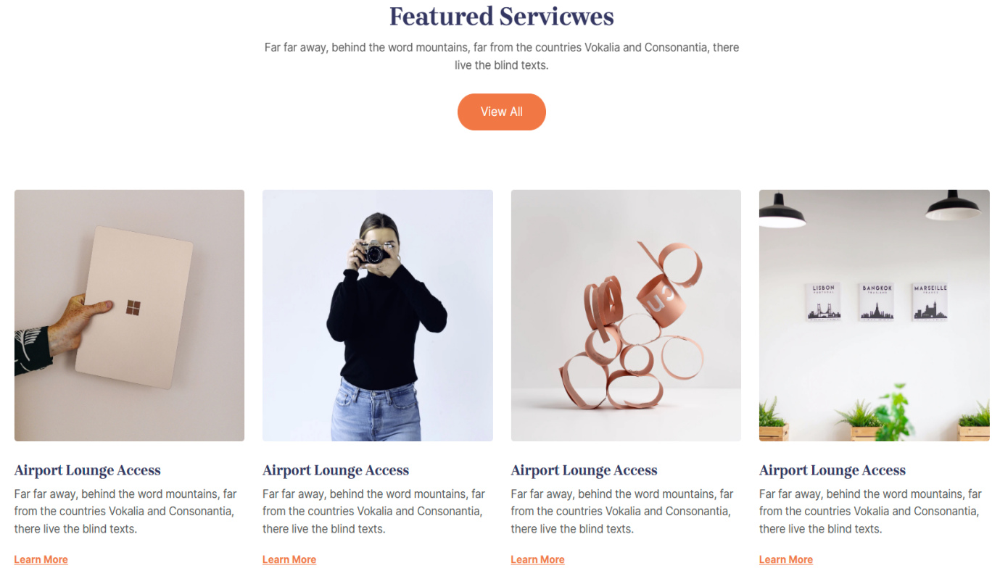 Featured Servicwes
Far far away, behind the word mountains, far from the countries Vokalia and Consonantia, there
live the blind texts.
View All
LISBON
PORTUGAL
BANGKOK
THAILAND
MARSEILLE
FRANCE
Airport Lounge Access
Far far away, behind the word mountains, far
from the countries Vokalia and Consonantia,
there live the blind texts.
Learn More
Airport Lounge Access
Far far away, behind the word mountains, far
from the countries Vokalia and Consonantia,
there live the blind texts.
Learn More
Airport Lounge Access
Far far away, behind the word mountains, far
from the countries Vokalia and Consonantia,
there live the blind texts.
Learn More
Airport Lounge Access
Far far away, behind the word mountains, far
from the countries Vokalia and Consonantia,
there live the blind texts.
Learn More